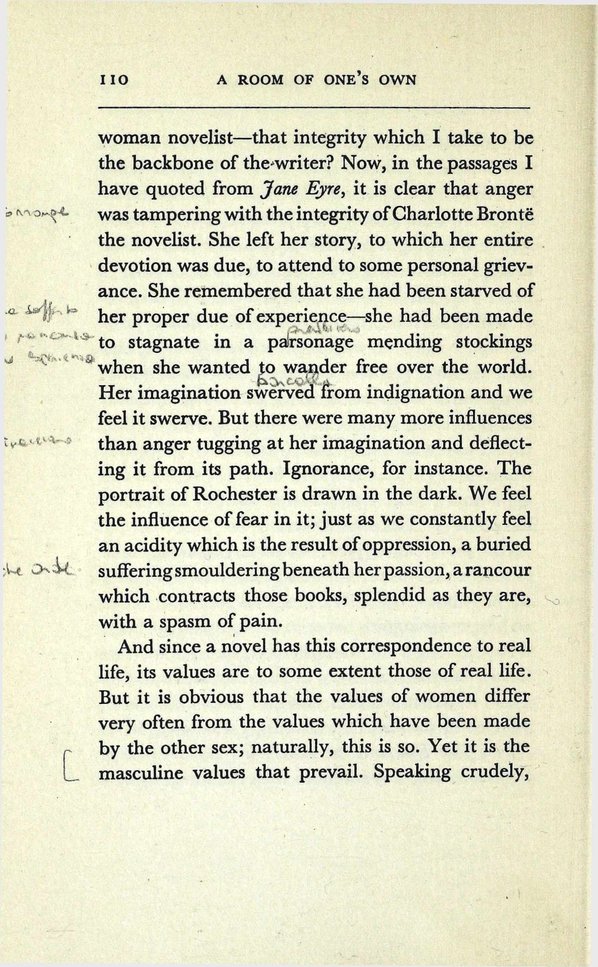 110 A ROOM OF ONE'S OWN
woman novelist—that integrity which I take to be
the backbone of the writer? Now, in the passages I
have quoted from Jane Eyre, it is clear that anger
was tampering with the integrity of Charlotte Brontë
the novelist. She left her story, to which her entire
devotion was due, to attend to some personal griev-
ance. She remembered that she had been starved of
her proper due of experience—she had been made
to stagnate in a parsonage mending stockings
when she wanted to wander free over the world.
Her imagination swerved from indignation and we
feel it swerve. But there were many more influences
than anger tugging at her imagination and deflect-
ing it from its path. Ignorance, for instance. The
portrait of Rochester is drawn in the dark. We feel
the influence of fear in it; just as we constantly feel
an acidity which is the result of oppression, a buried
suffering smouldering beneath her passion, a rancour
which contracts those books, splendid as they are,
with a spasm of pain.
And since a novel has this correspondence to real
life, its values are to some extent those of real life.
But it is obvious that the values of women differ
very often from the values which have been made
by the other sex; naturally, this is so. Yet it is the
masculine values that prevail. Speaking crudely,